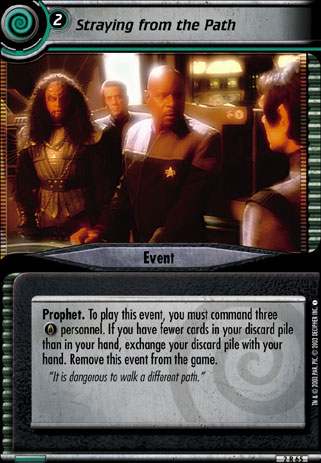 2 Straying from the Path
Event
Prophet. To play this event, you must command three
personnel. If you have fewer cards in your discard pile
than in your hand, exchange your discard pile with your
hand. Remove this event from the game.
"It is dangerous to walk a different path."
TM & © 2003 PAR. PIC. © 2003 DECIPHER INC.
2 R 65